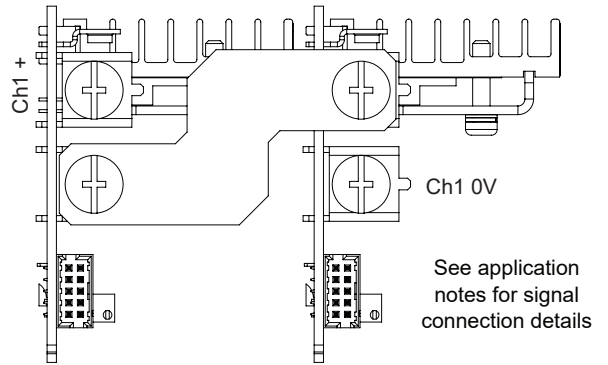 Ch1 +
Ch1 0V
See application
notes for signal
connection details